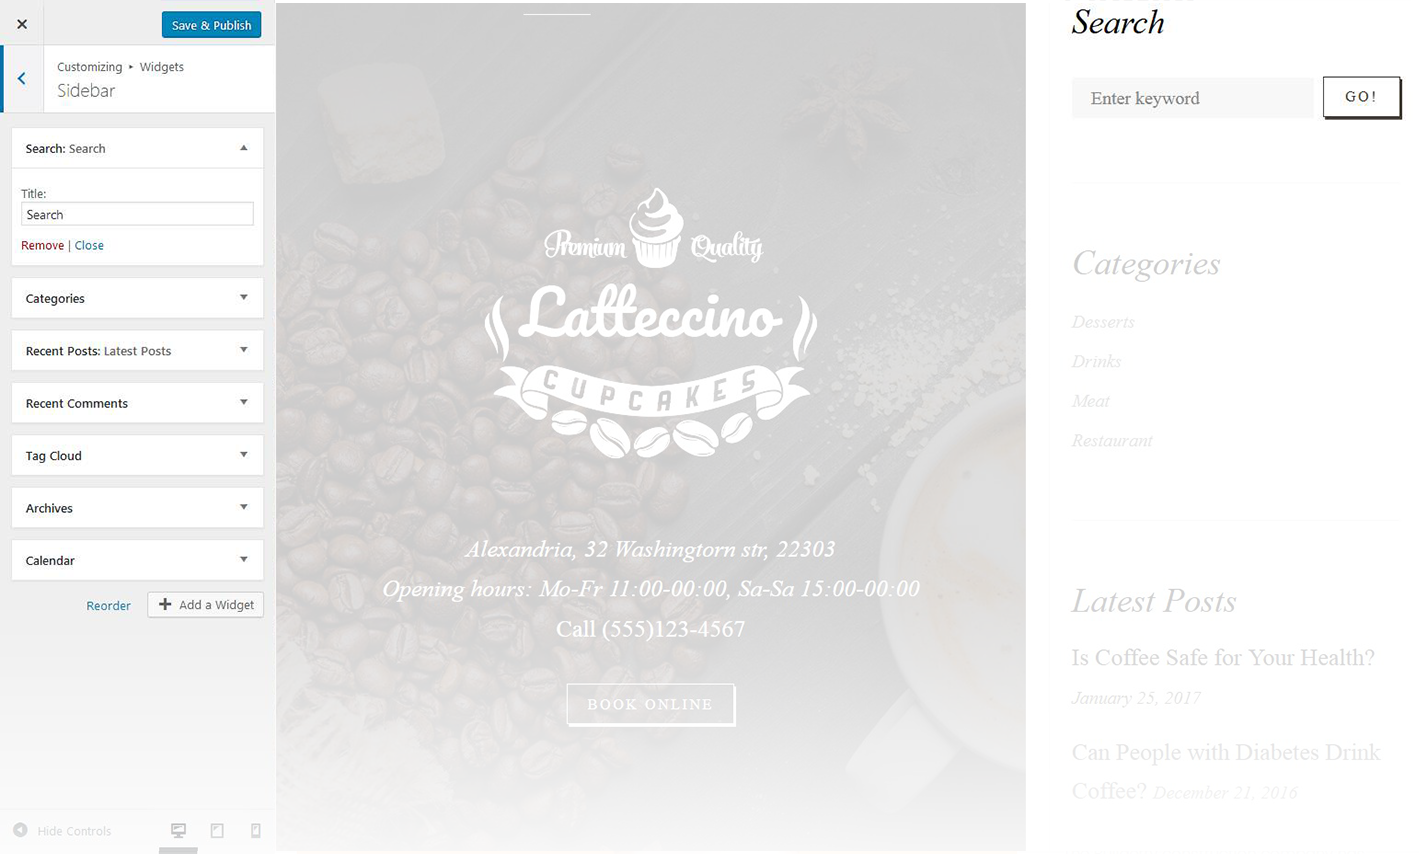 Save & Publish
Customizing ▸ Widgets
Sidebar
Search: Search
Title:
Search
Remove | Close
Categories
Recent Posts: Latest Posts
Recent Comments
Tag Cloud
Archives
Calendar
Reorder
Add a Widget
Hide Controls
Premium Quality
Latteccino
CUPCAKES
Alexandria, 32 Washingtorn str, 22303
Opening hours: Mo-Fr 11:00-00:00, Sa-Sa 15:00-00:00
Call (555)123-4567
BOOK ONLINE
Search
Enter keyword
GO!
Categories
Desserts
Drinks
Meat
Restaurant
Latest Posts
Is Coffee Safe for Your Health?
January 25, 2017
Can People with Diabetes Drink
Coffee? December 21, 2016